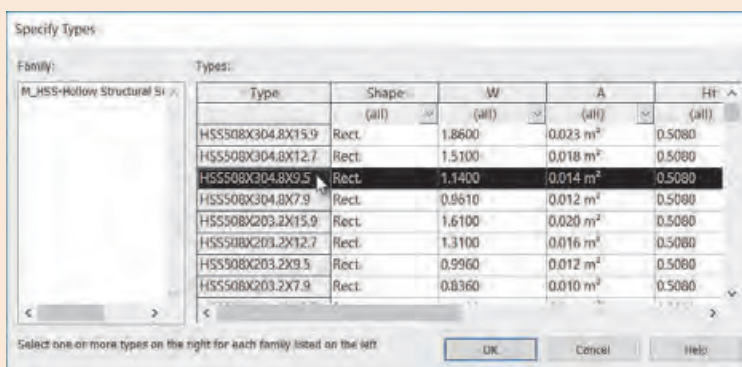 Specify Types
Family: Types:
M_HSS-Hollow Structural
Type Shape W A Ht
(all) (all) (all) (all)
HSS508X304.8X15.9 Rect. 1.8600 0.023 m² 0.5080
HSS508X304.8X12.7 Rect. 1.5100 0.018 m² 0.5080
HSS508X304.8X9.5 Rect. 1.1400 0.014 m² 0.5080
HSS508X304.8X7.9 Rect. 0.9610 0.012 m² 0.5080
HSS508X203.2X15.9 Rect. 1.6100 0.020 m² 0.5080
HSS508X203.2X12.7 Rect. 1.3100 0.016 m² 0.5080
HSS508X203.2X9.5 Rect. 0.9960 0.012 m² 0.5080
HSS508X203.2X7.9 Rect. 0.8360 0.010 m² 0.5080
Select one or more types on the right for each family listed on the left
OK Cancel Help